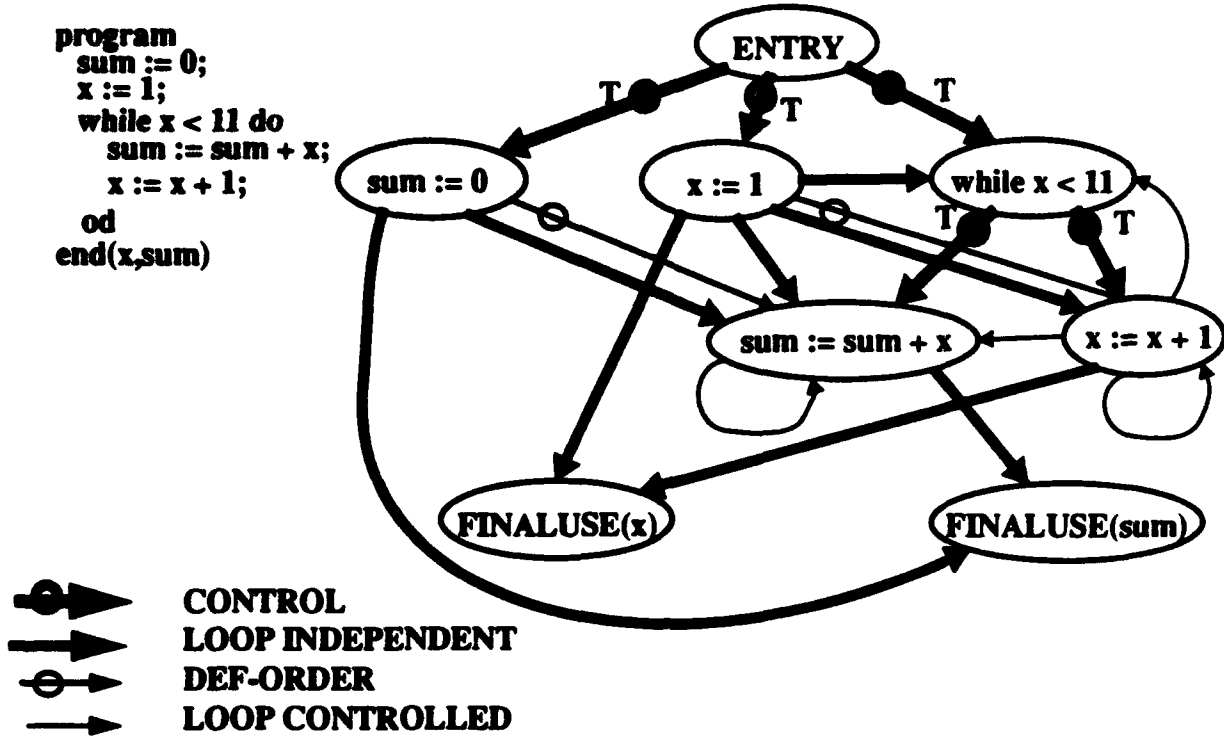 program
sum := 0;
x := 1;
while x < 11 do
sum := sum + x;
x := x + 1;
od
end(x,sum)
ENTRY
T
T
T
sum := 0
x := 1
while x < 11
T
T
sum := sum + x
x := x + 1
FINALUSE(x)
FINALUSE(sum)
CONTROL
LOOP INDEPENDENT
DEF-ORDER
LOOP CONTROLLED